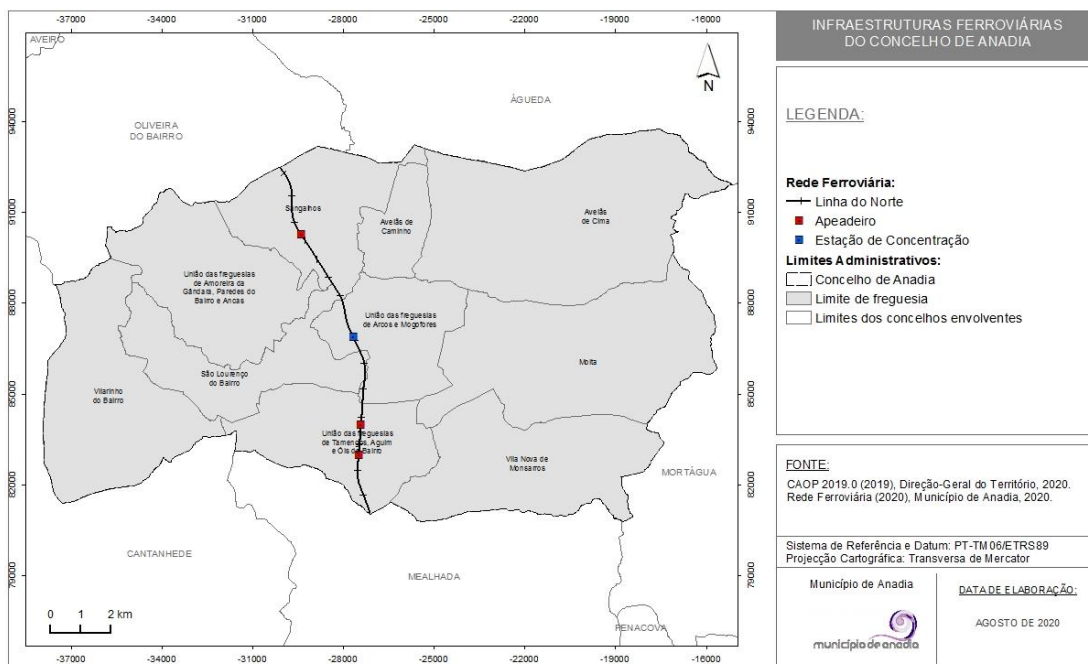 -37000 -34000 -31000 -28000 -25000 -22000 -19000 -16000
AVEIRO
ÀGUEDA
OLIVEIRA
DO BAIRRO
N
94000
94000
91000
91000
88000
88000
85000
85000
82000
82000
79000
79000
Sangalhos
Avelãs de
Caminho
Avelãs
de Cima
União das freguesias
de Amoreira da
Gândara, Paredes do
Bairro e Ancas
União das freguesias
de Arcos e Mogofores
São Lourenço
do Bairro
Moita
Vilarinho
do Bairro
União das freguesias
de Tamengos, Aguim
e Óis do Bairro
Vila Nova de
Monsarros
MORTÁGUA
CANTANHEDE
MEALHADA
PENACOVA
0 1 2 km
-37000 -34000 -31000 -28000 -25000 -22000 -19000 -16000
INFRAESTRUTURAS FERROVIÁRIAS
DO CONCELHO DE ANADIA
LEGENDA:
Rede Ferroviária:
Linha do Norte
Apeadeiro
Estação de Concentração
Limites Administrativos:
Concelho de Anadia
Limite de freguesia
Limites dos concelhos envolventes
FONTE:
CAOP 2019.0 (2019), Direção-Geral do Território, 2020.
Rede Ferroviária (2020), Município de Anadia, 2020.
Sistema de Referência e Datum: PT-TM06/ETRS89
Projecção Cartográfica: Transversa de Mercator
Município de Anadia
município de anadia
DATA DE ELABORAÇÃO:
AGOSTO DE 2020